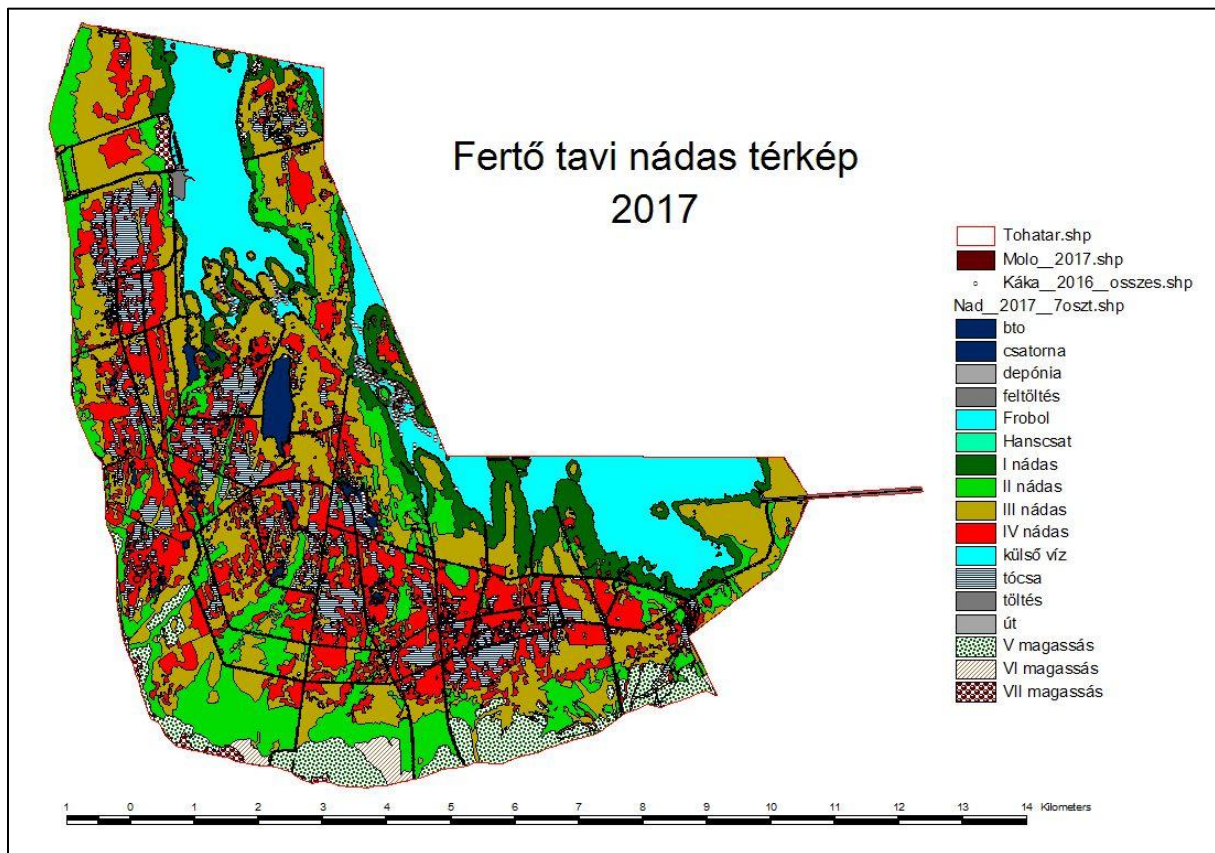 Fertő tavi nádas térkép
2017
Tohatar.shp
Molo__2017.shp
Káka__2016__osszes.shp
Nad__2017__7oszt.shp
bto
csatorna
depónia
feltöltés
Frobol
Hanscsat
I nádas
II nádas
III nádas
IV nádas
külső víz
tócsa
töltés
út
V magassás
VI magassás
VII magassás
1 0 1 2 3 4 5 6 7 8 9 10 11 12 13 14 Kilometers